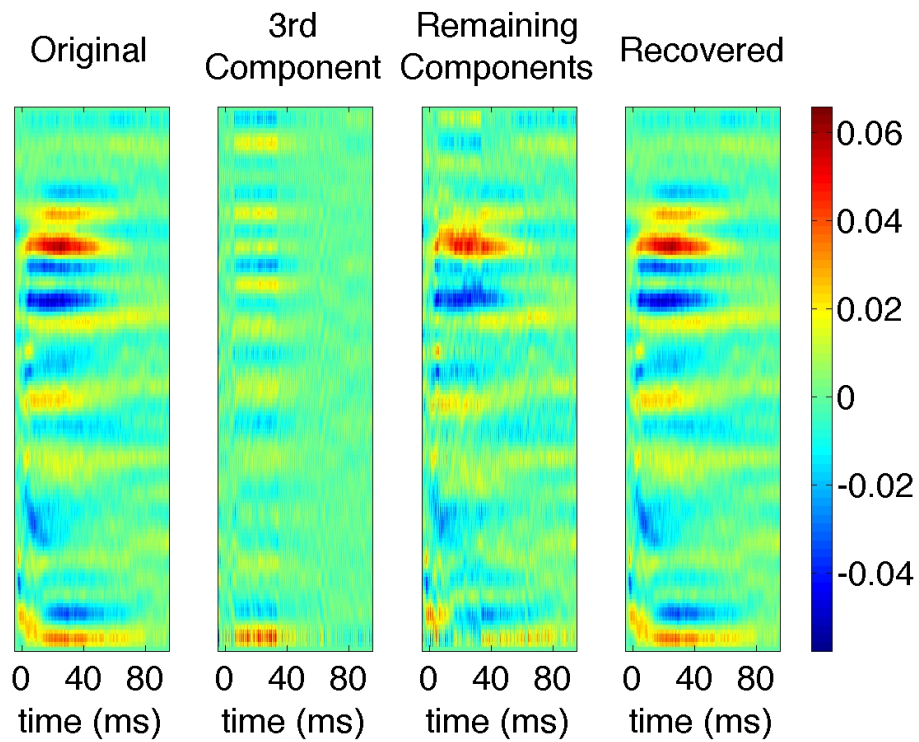 Original
3rd
Component
Remaining
Components
Recovered
0.06
0.04
0.02
0
-0.02
-0.04
0 40 80
time (ms)
0 40 80
time (ms)
0 40 80
time (ms)
0 40 80
time (ms)